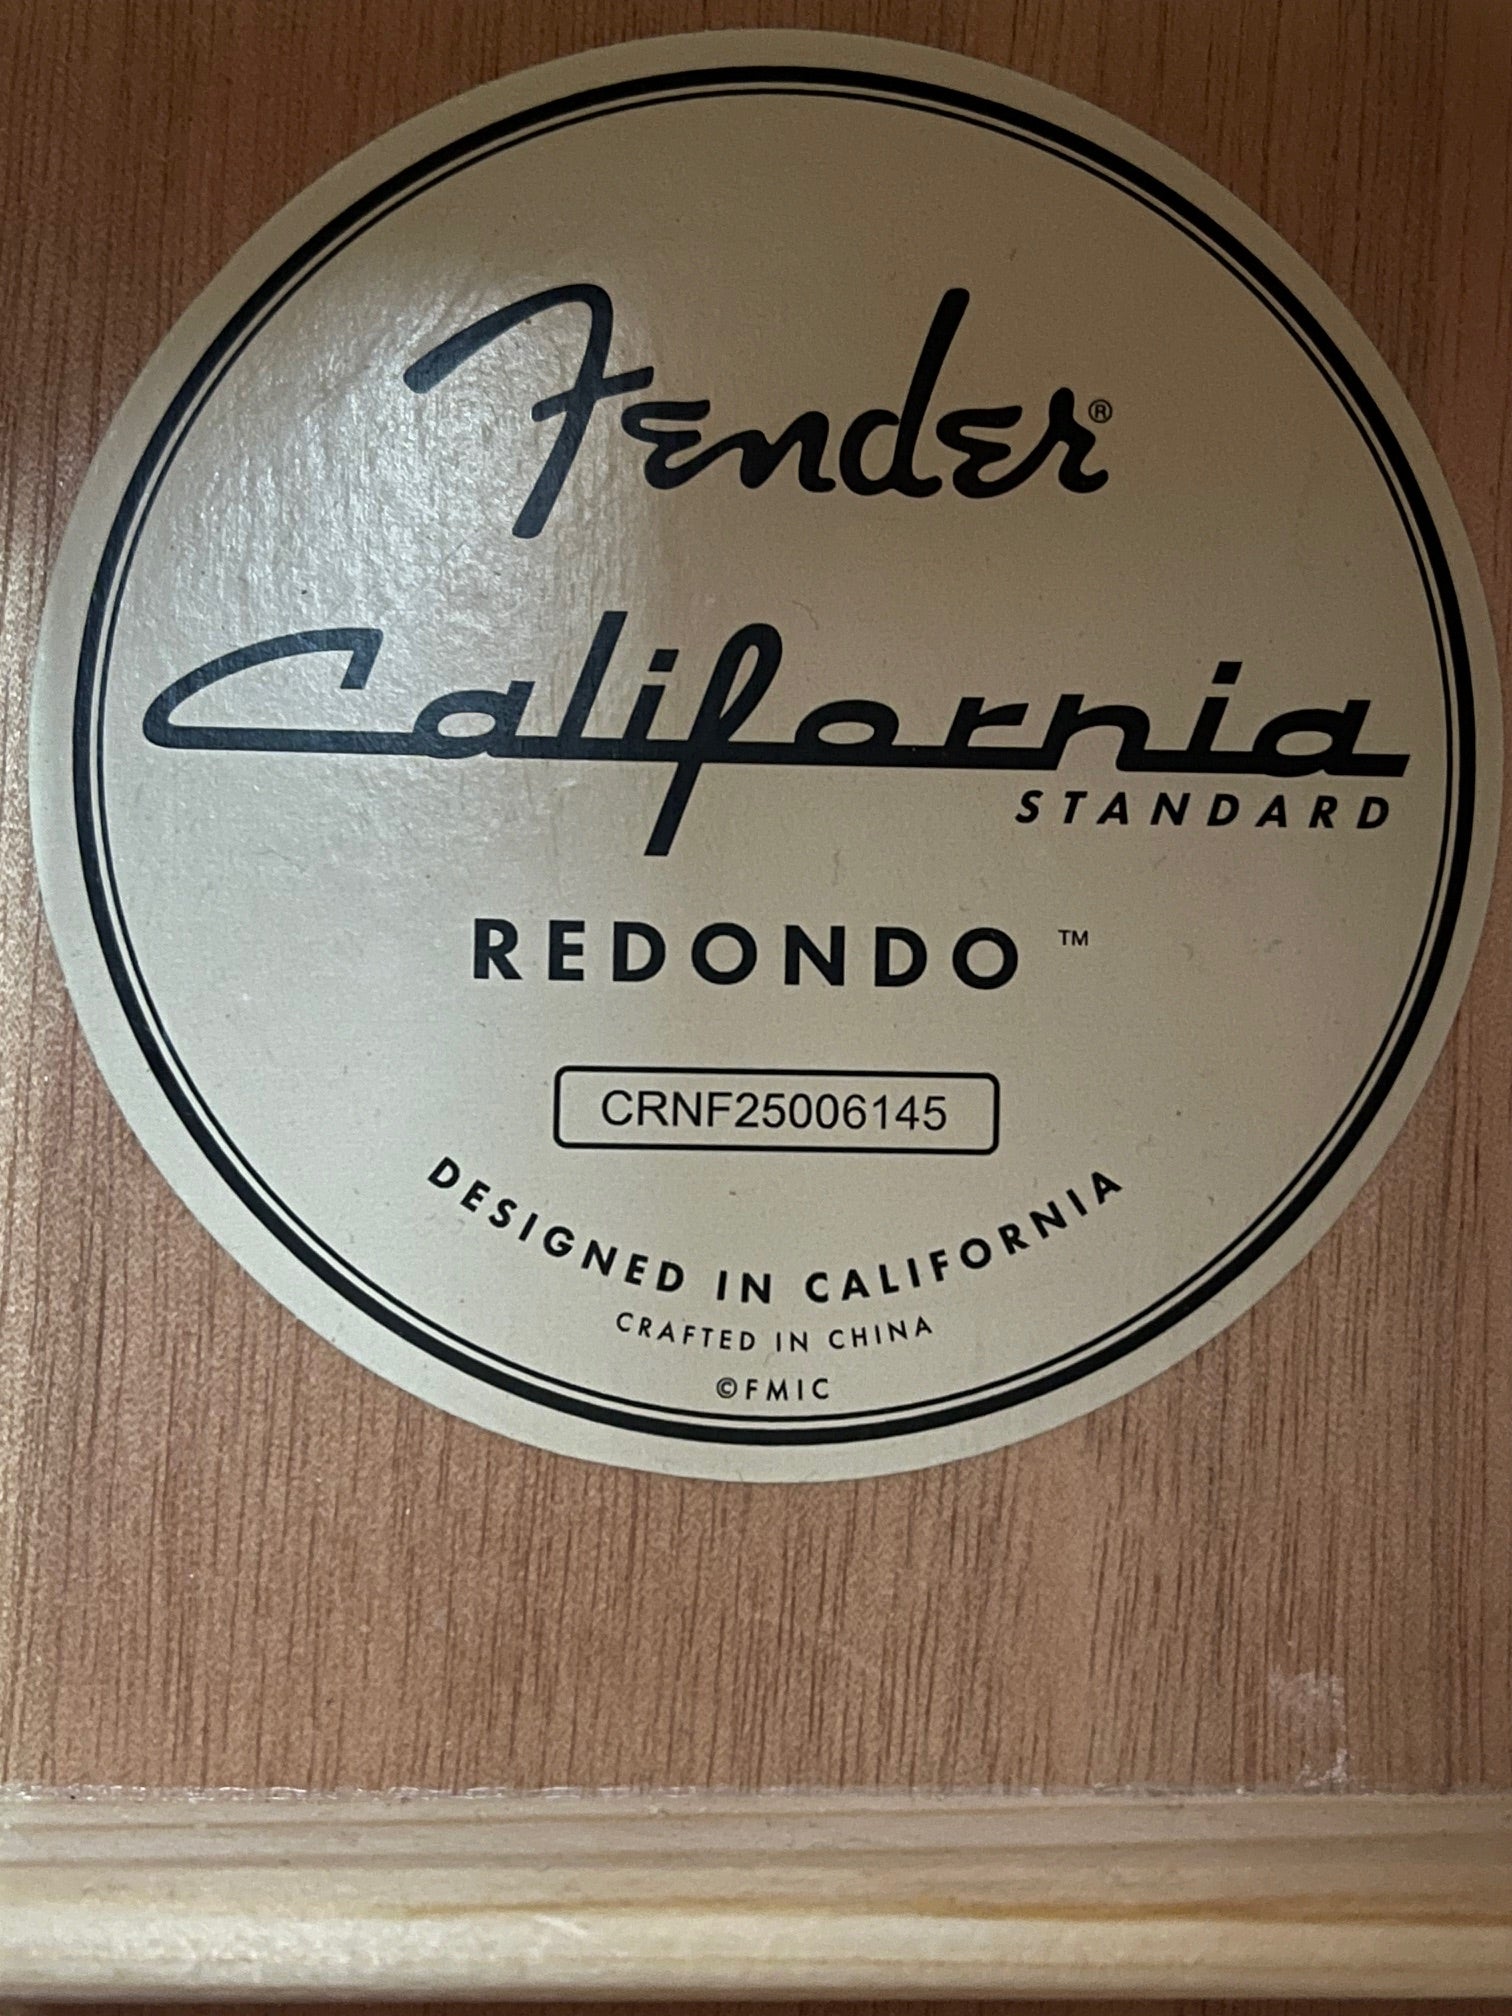 Fender®
California
STANDARD
REDONDO™
CRNF25006145
DESIGNED IN CALIFORNIA
CRAFTED IN CHINA
©FMIC